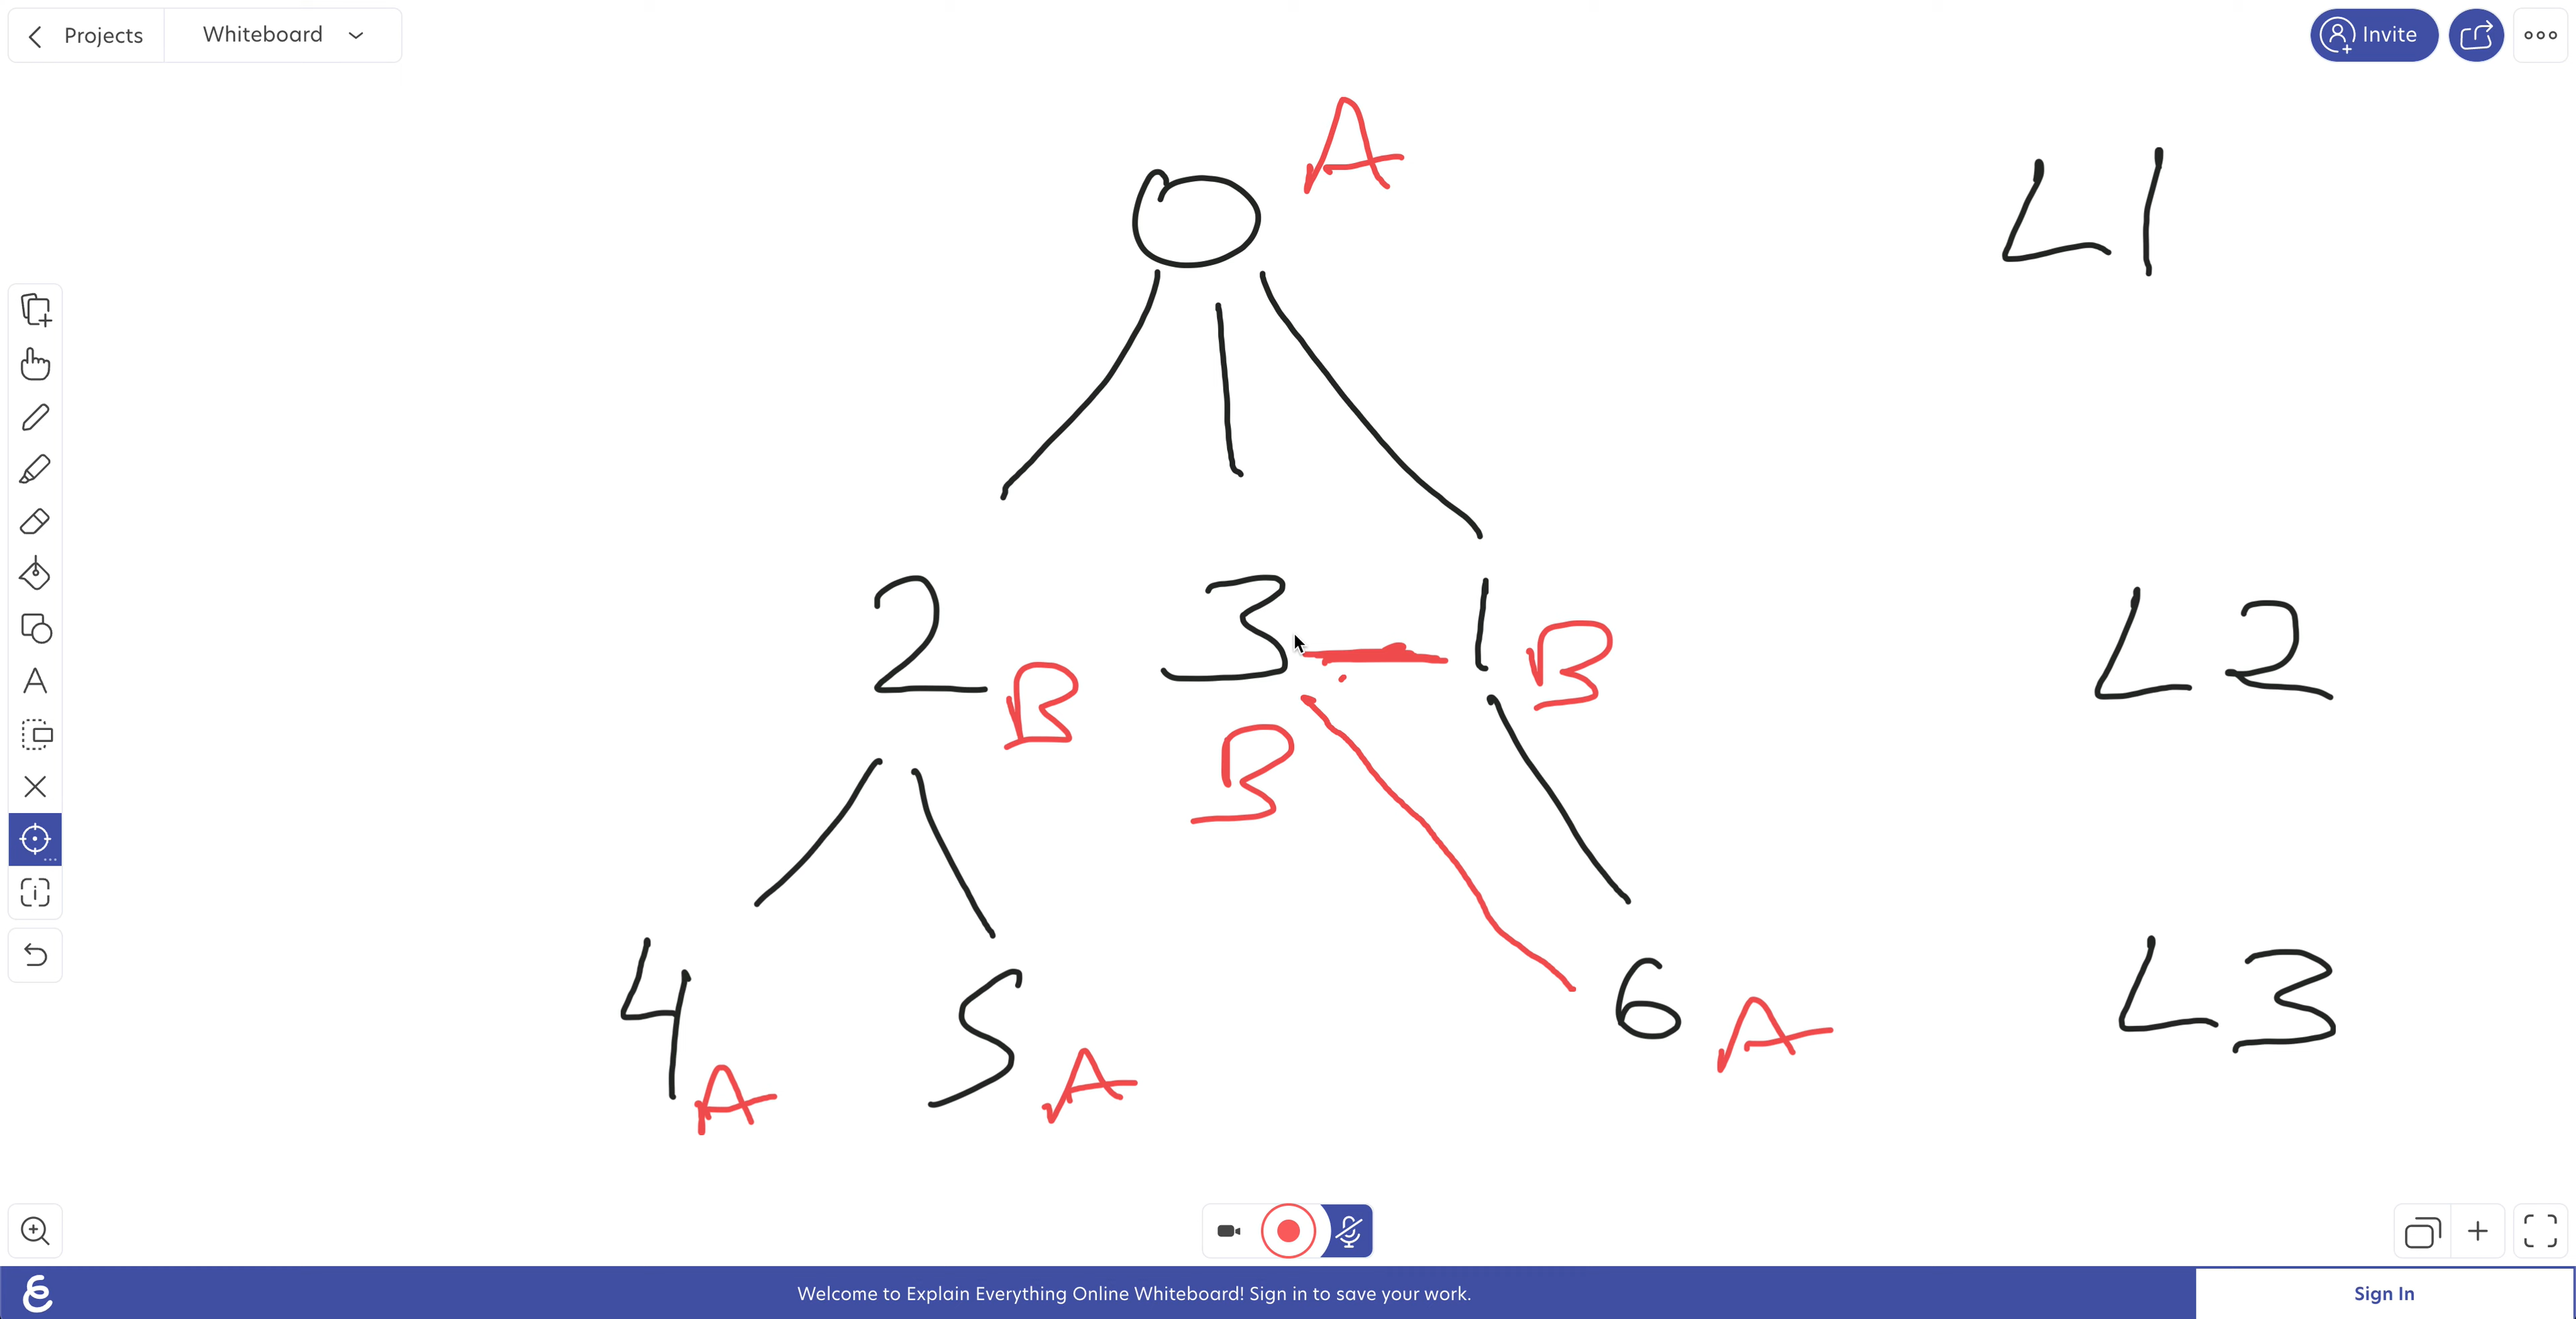 Projects
Whiteboard
Invite
A
0
L1
2 3 1
B
B
B
L2
4 5 6
A
A
A
L3
A
Welcome to Explain Everything Online Whiteboard! Sign in to save your work.
Sign In